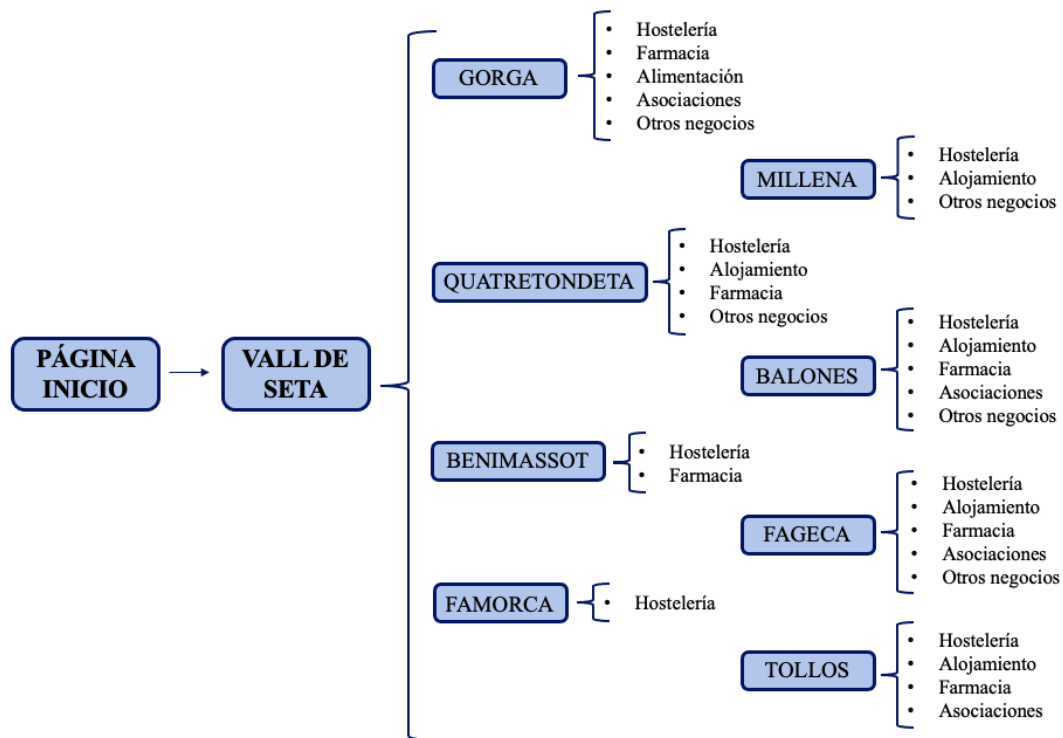 PÁGINA
INICIO
VALL DE
SETA
GORGA
• Hostelería
• Farmacia
• Alimentación
• Asociaciones
• Otros negocios
MILLENA
• Hostelería
• Alojamiento
• Otros negocios
QUATRETONDETA
• Hostelería
• Alojamiento
• Farmacia
• Otros negocios
BALONES
• Hostelería
• Alojamiento
• Farmacia
• Asociaciones
• Otros negocios
BENIMASSOT
• Hostelería
• Farmacia
FAGECA
• Hostelería
• Alojamiento
• Farmacia
• Asociaciones
• Otros negocios
FAMORCA
• Hostelería
TOLLOS
• Hostelería
• Alojamiento
• Farmacia
• Asociaciones